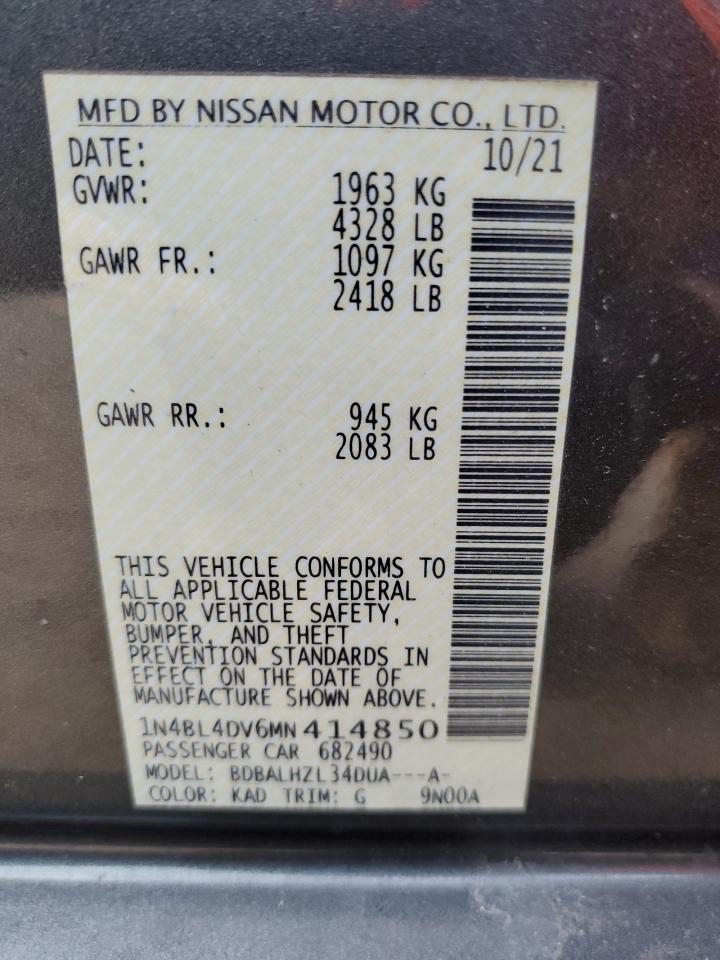 MFD BY NISSAN MOTOR CO., LTD.
DATE: 10/21
GVWR: 1963 KG
4328 LB
GAWR FR.: 1097 KG
2418 LB
GAWR RR.: 945 KG
2083 LB
THIS VEHICLE CONFORMS TO
ALL APPLICABLE FEDERAL
MOTOR VEHICLE SAFETY,
BUMPER, AND THEFT
PREVENTION STANDARDS IN
EFFECT ON THE DATE OF
MANUFACTURE SHOWN ABOVE.
1N4BL4DV6MN414850
PASSENGER CAR 682490
MODEL: BDBALHZL34DUA---A-
COLOR: KAD TRIM: G 9N00A